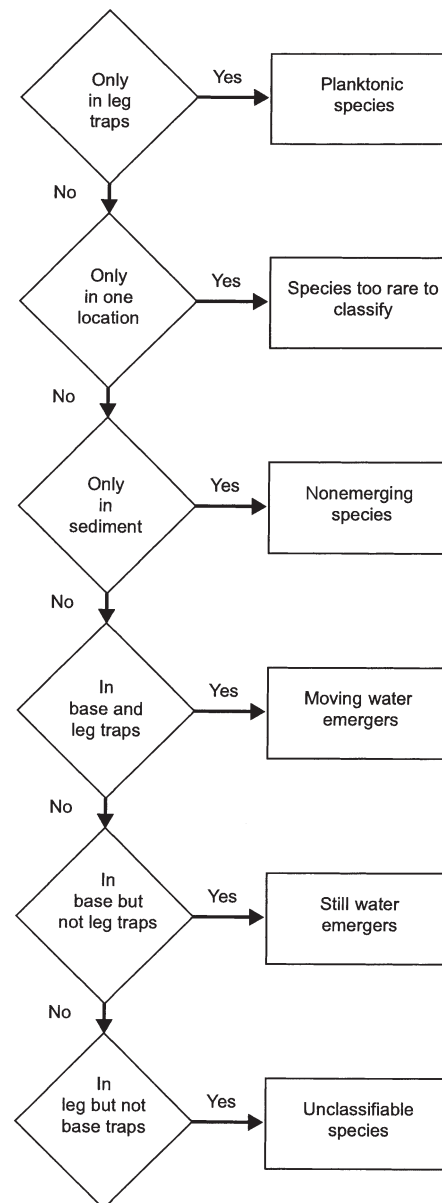 Only
in leg
traps
Yes
Planktonic
species
No
Only
in one
location
Yes
Species too rare to
classify
No
Only
in
sediment
Yes
Nonemerging
species
No
In
base and
leg traps
Yes
Moving water
emergers
No
In
base but
not leg traps
Yes
Still water
emergers
No
In
leg but not
base traps
Yes
Unclassifiable
species